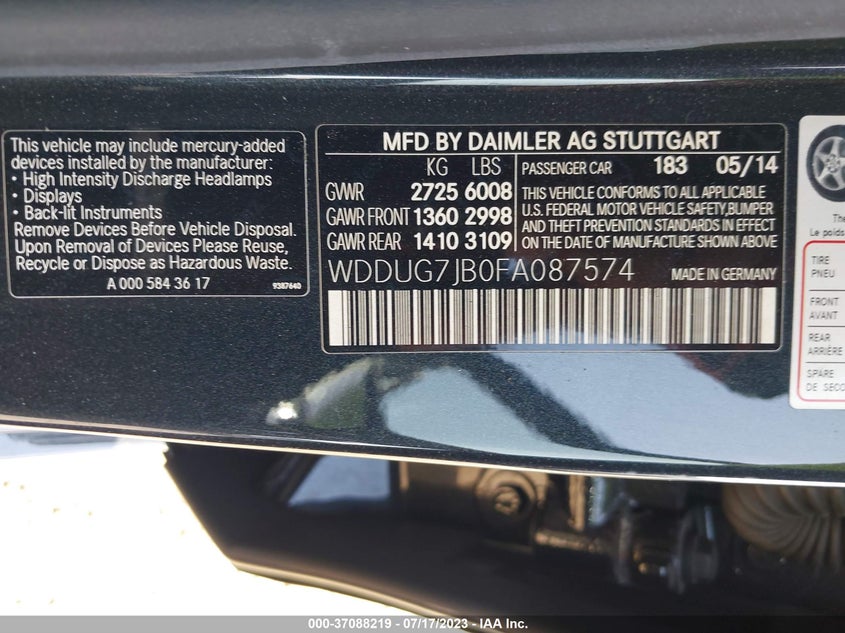 This vehicle may include mercury-added
devices installed by the manufacturer:
• High Intensity Discharge Headlamps
• Displays
• Back-lit Instruments
Remove Devices Before Vehicle Disposal.
Upon Removal of Devices Please Reuse,
Recycle or Dispose as Hazardous Waste.
A 000 584 36 17
9387640
MFD BY DAIMLER AG STUTTGART
KG LBS
GVWR 2725 6008
GAWR FRONT 1360 2998
GAWR REAR 1410 3109
PASSENGER CAR 183 05/14
THIS VEHICLE CONFORMS TO ALL APPLICABLE
U.S. FEDERAL MOTOR VEHICLE SAFETY,BUMPER
AND THEFT PREVENTION STANDARDS IN EFFECT
ON THE DATE OF MANUFACTURE SHOWN ABOVE
WDDUG7JB0FA087574 MADE IN GERMANY
The
Le poids
TIRE
PNEU
FRONT
AVANT
REAR
ARRIÈRE
SPARE
DE SECO
000-37088219 - 07/17/2023 - IAA Inc.